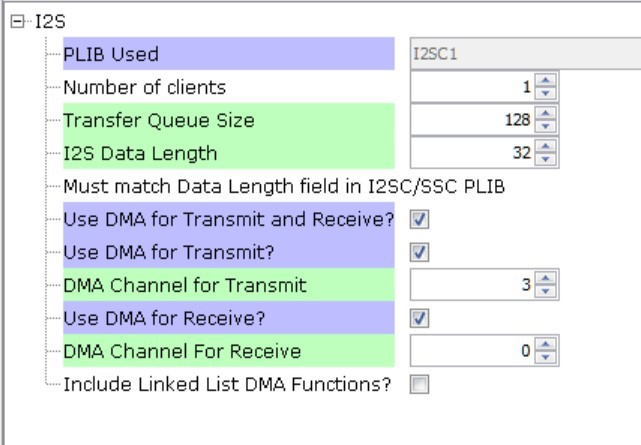 I2S
PLIB Used I2SC1
Number of clients 1
Transfer Queue Size 128
I2S Data Length 32
Must match Data Length field in I2SC/SSC PLIB
Use DMA for Transmit and Receive?
Use DMA for Transmit?
DMA Channel for Transmit 3
Use DMA for Receive?
DMA Channel For Receive 0
Include Linked List DMA Functions?